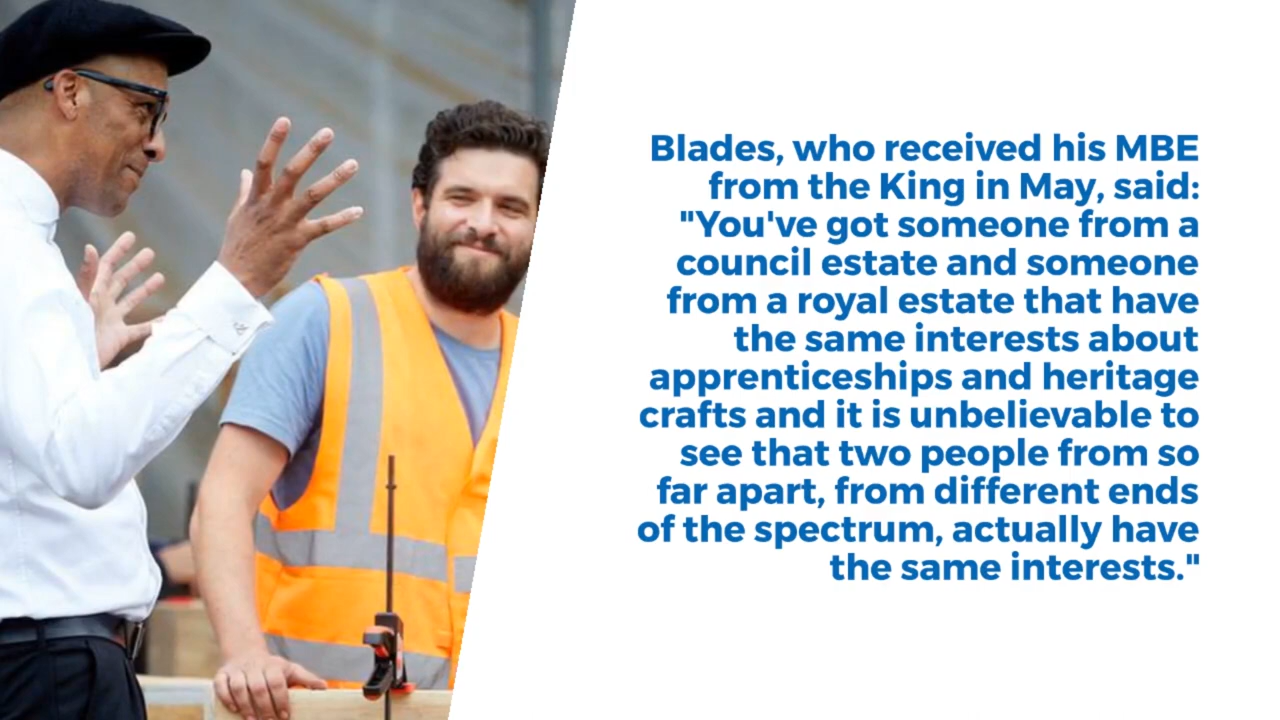 Blades, who received his MBE
from the King in May, said:
"You've got someone from a
council estate and someone
from a royal estate that have
the same interests about
apprenticeships and heritage
crafts and it is unbelievable to
see that two people from so
far apart, from different ends
of the spectrum, actually have
the same interests."